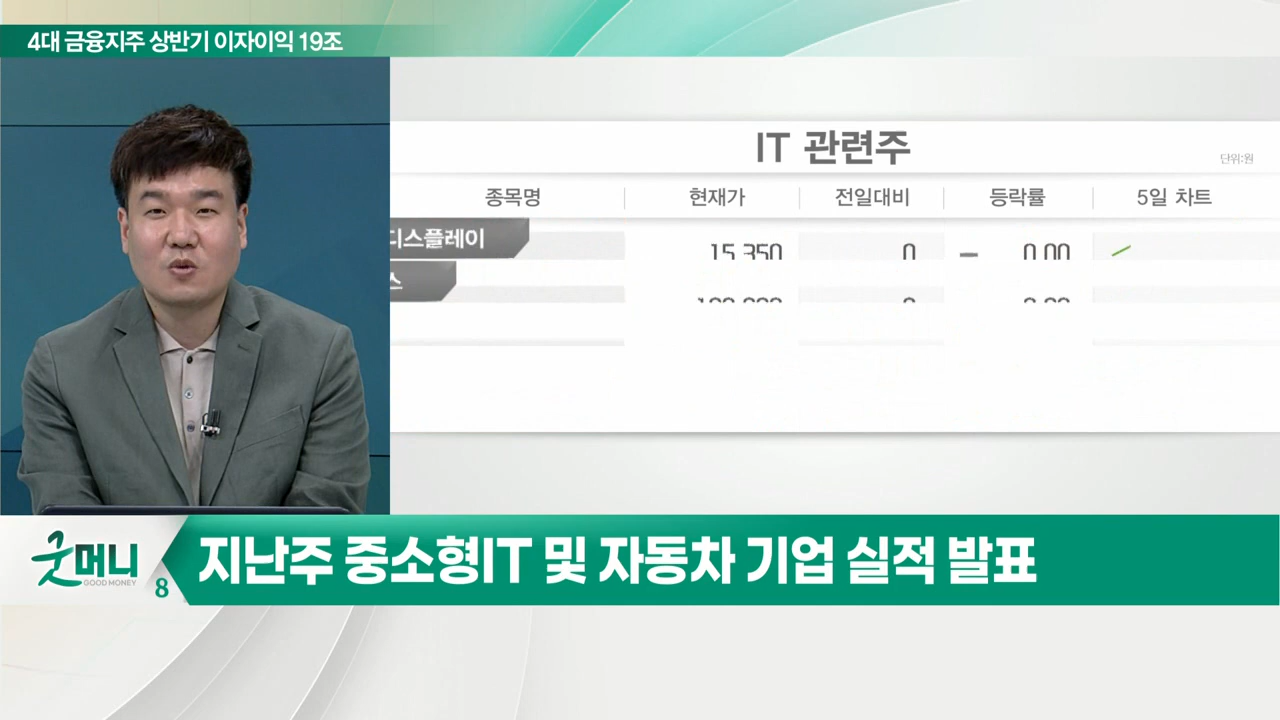 4대 금융지주 상반기 이자이익 19조
IT 관련주
단위:원
종목명 현재가 전일대비 등락률 5일 차트
디스플레이 15,350 0 0.00
스
굿머니
GOOD MONEY
8
지난주 중소형IT 및 자동차 기업 실적 발표